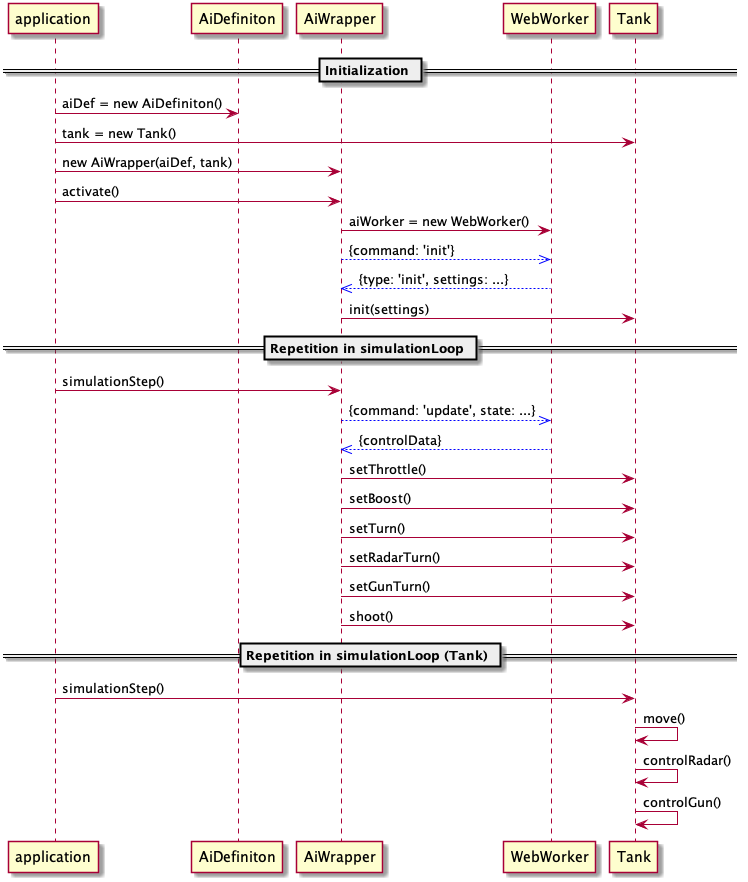 application AiDefiniton AiWrapper WebWorker Tank
Initialization
aiDef = new AiDefiniton()
tank = new Tank()
new AiWrapper(aiDef, tank)
activate()
aiWorker = new WebWorker()
{command: 'init'}
{type: 'init', settings: ...}
init(settings)
Repetition in simulationLoop
simulationStep()
{command: 'update', state: ...}
{controlData}
setThrottle()
setBoost()
setTurn()
setRadarTurn()
setGunTurn()
shoot()
Repetition in simulationLoop (Tank)
simulationStep()
move()
controlRadar()
controlGun()
application AiDefiniton AiWrapper WebWorker Tank